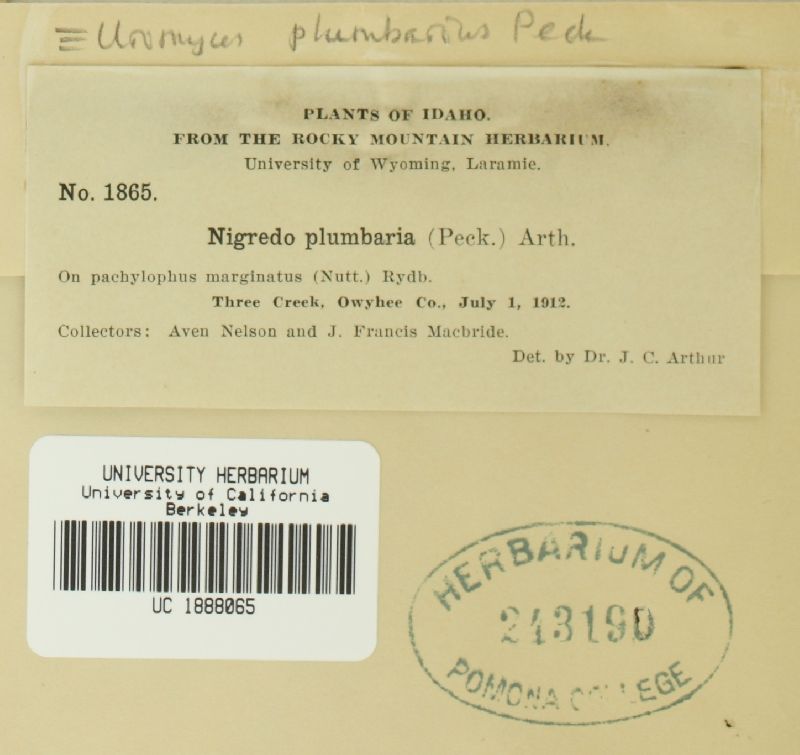 ≡ Uromyces plumbarius Peck
PLANTS OF IDAHO.
FROM THE ROCKY MOUNTAIN HERBARIUM.
University of Wyoming, Laramie.
No. 1865.
Nigredo plumbaria (Peck.) Arth.
On pachylophus marginatus (Nutt.) Rydb.
Three Creek, Owyhee Co., July 1, 1912.
Collectors: Aven Nelson and J. Francis Macbride.
Det. by Dr. J. C. Arthur
UNIVERSITY HERBARIUM
University of California
Berkeley
UC 1888065
HERBARIUM OF
243190
POMONA COLLEGE